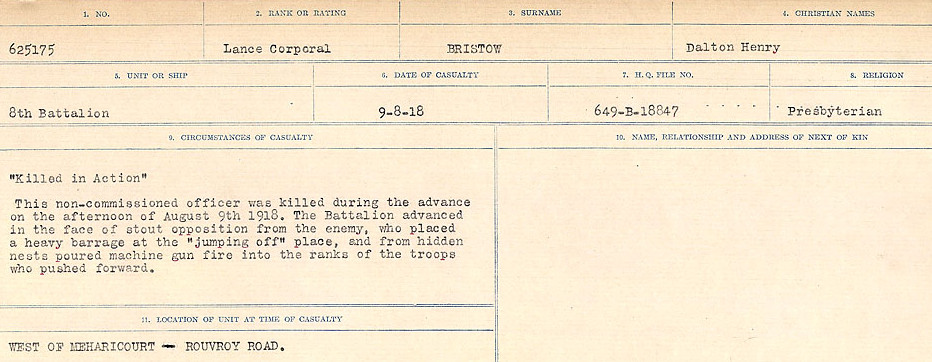 1. NO. 2. RANK OR RATING 3. SURNAME 4. CHRISTIAN NAMES
625175 Lance Corporal BRISTOW Dalton Henry
5. UNIT OR SHIP 6. DATE OF CASUALTY 7. H. Q. FILE NO. 8. RELIGION
8th Battalion 9-8-18 649-B-18847 Presbyterian
9. CIRCUMSTANCES OF CASUALTY 10. NAME, RELATIONSHIP AND ADDRESS OF NEXT OF KIN
"Killed in Action"
This non-commissioned officer was killed during the advance
on the afternoon of August 9th 1918. The Battalion advanced
in the face of stout opposition from the enemy, who placed
a heavy barrage at the "jumping off" place, and from hidden
nests poured machine gun fire into the ranks of the troops
who pushed forward.
11. LOCATION OF UNIT AT TIME OF CASUALTY
WEST OF MEHARICOURT - ROUVROY ROAD.